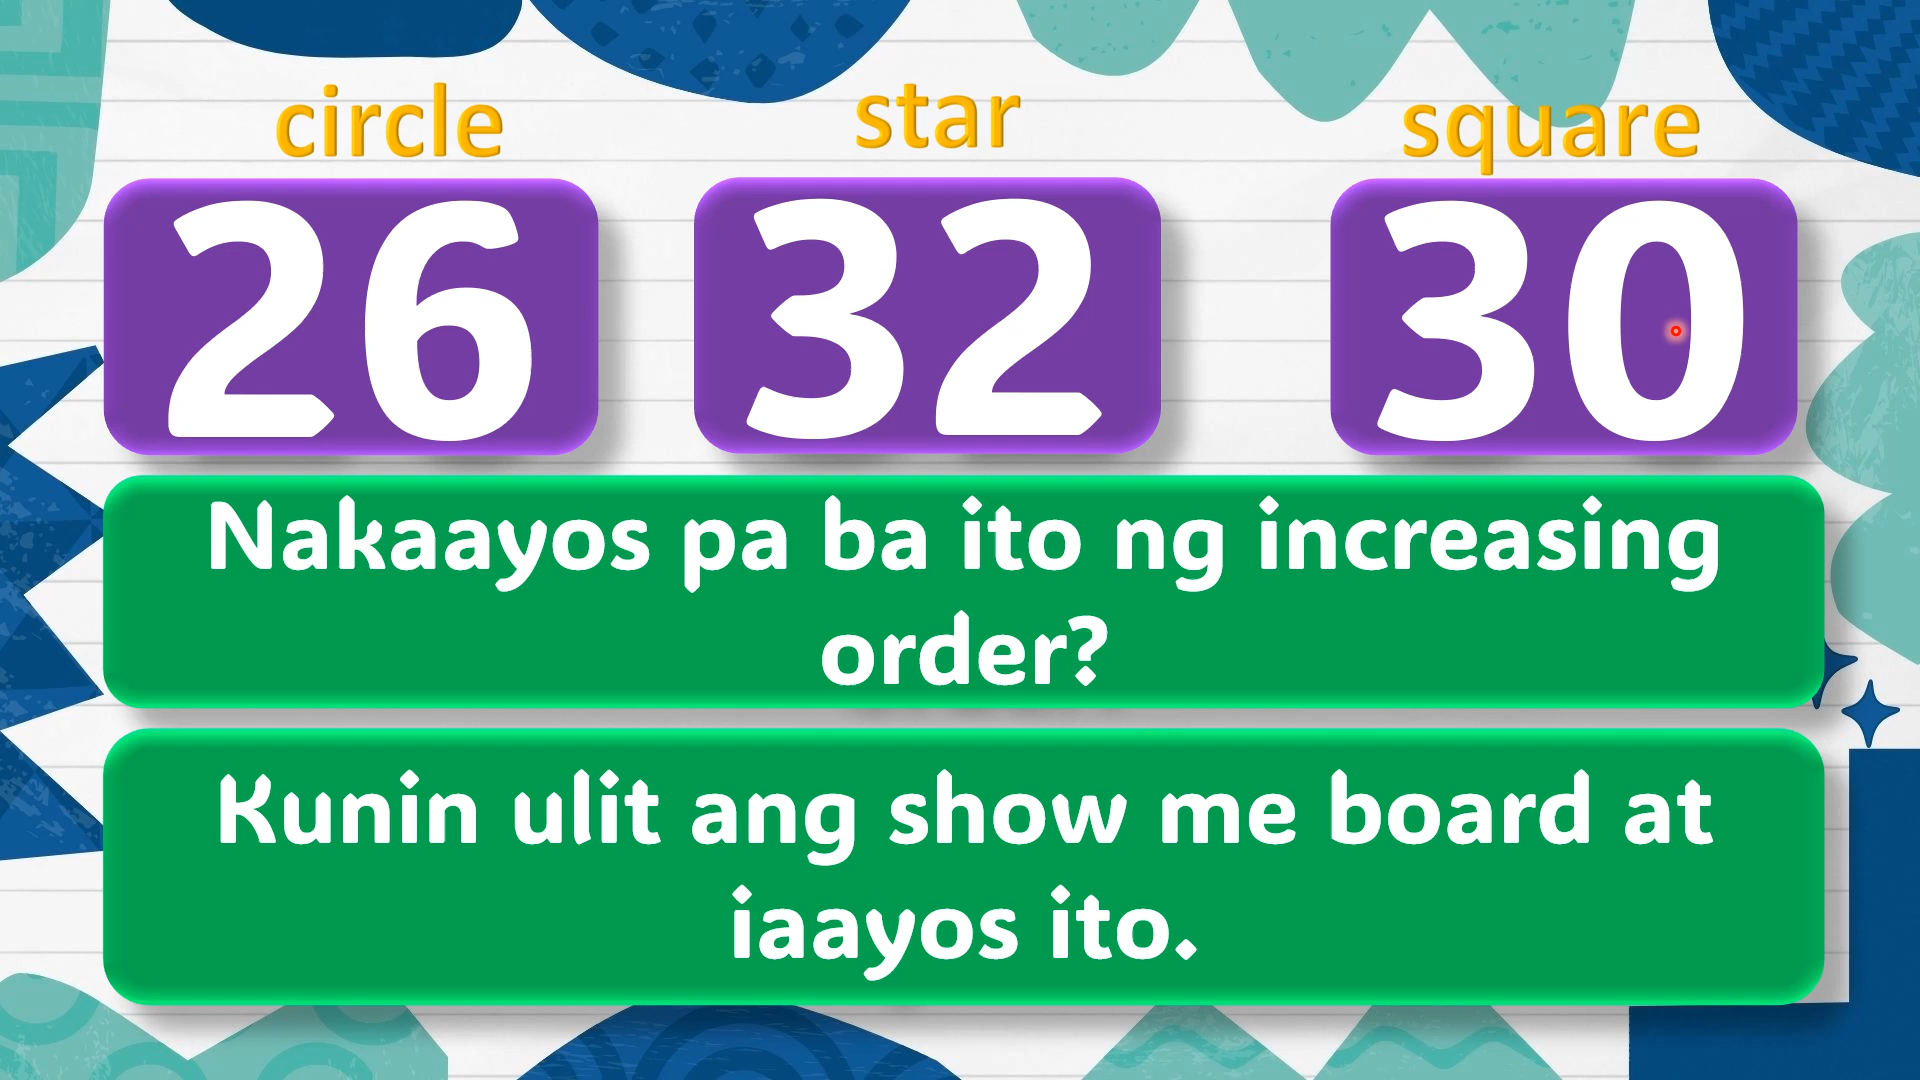 circle star square
26 32 30
Nakaayos pa ba ito ng increasing
order?
Kunin ulit ang show me board at
iaayos ito.